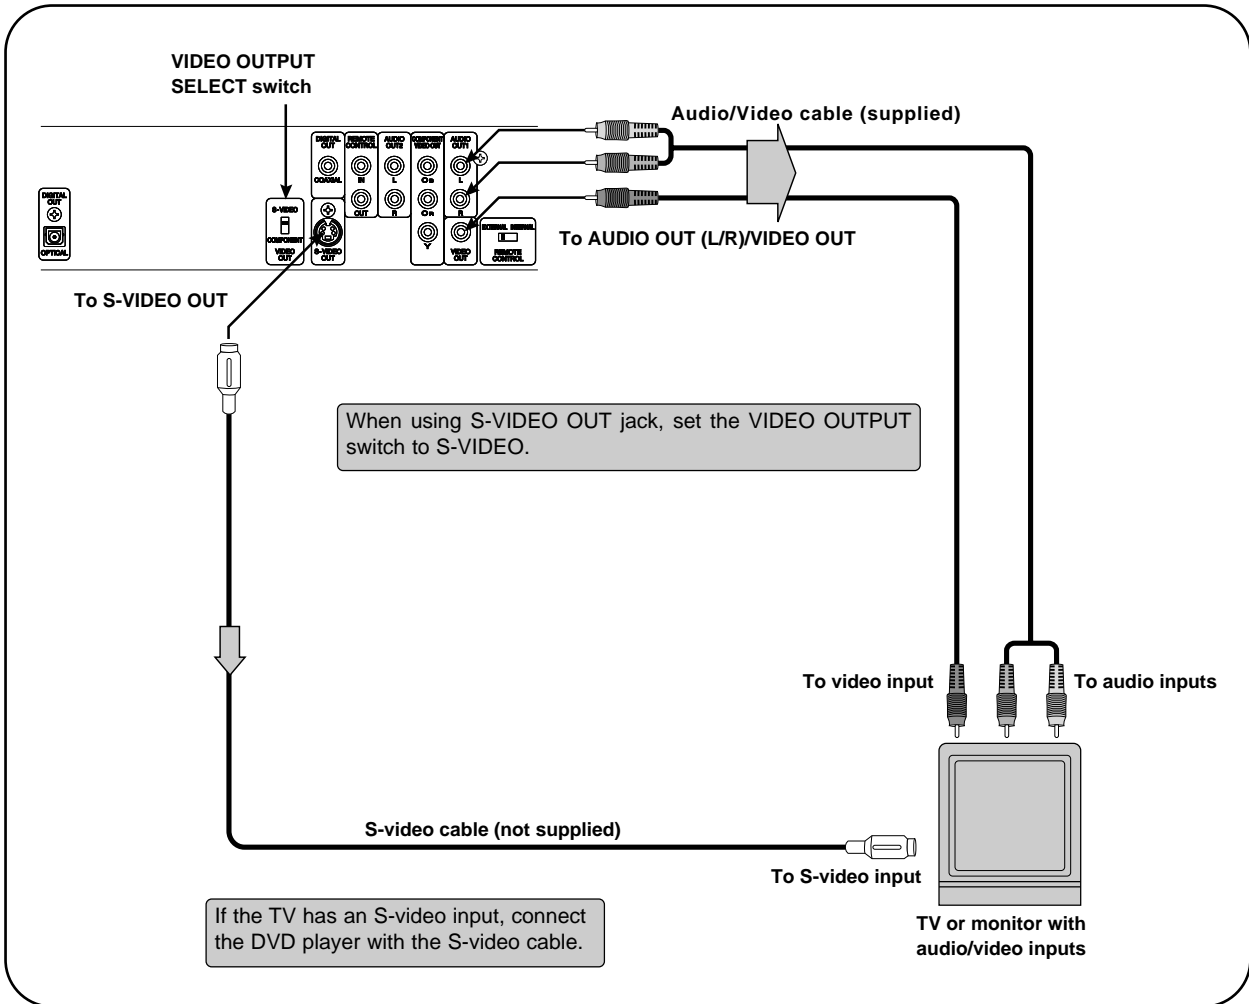 VIDEO OUTPUT
SELECT switch
Audio/Video cable (supplied)
DIGITAL
OUT
COAXIAL
REMOTE
CONTROL
IN
OUT
AUDIO
OUT2
L
R
COMPONENT
VIDEO OUT
Y
AUDIO
OUT1
L
R
VIDEO
OUT
DIGITAL
OUT
OPTICAL
S-VIDEO
COMPONENT
VIDEO
OUT
S-VIDEO
OUT
EXTERNAL INTERNAL
REMOTE
CONTROL
To AUDIO OUT (L/R)/VIDEO OUT
To S-VIDEO OUT
When using S-VIDEO OUT jack, set the VIDEO OUTPUT
switch to S-VIDEO.
To video input
To audio inputs
S-video cable (not supplied)
To S-video input
If the TV has an S-video input, connect
the DVD player with the S-video cable.
TV or monitor with
audio/video inputs